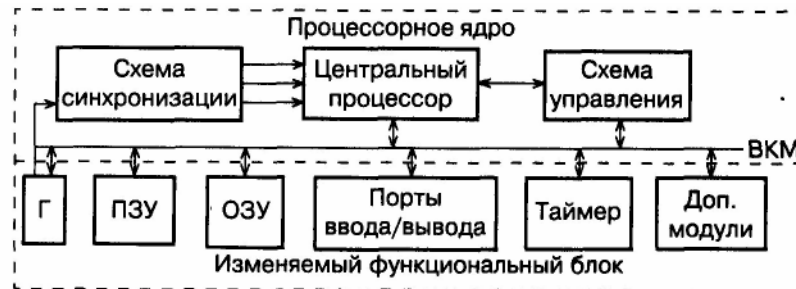 Процессорное ядро
Схема
синхронизации
Центральный
процессор
Схема
управления
ВКМ
Г
ПЗУ
ОЗУ
Порты
ввода/вывода
Таймер
Доп.
модули
Изменяемый функциональный блок